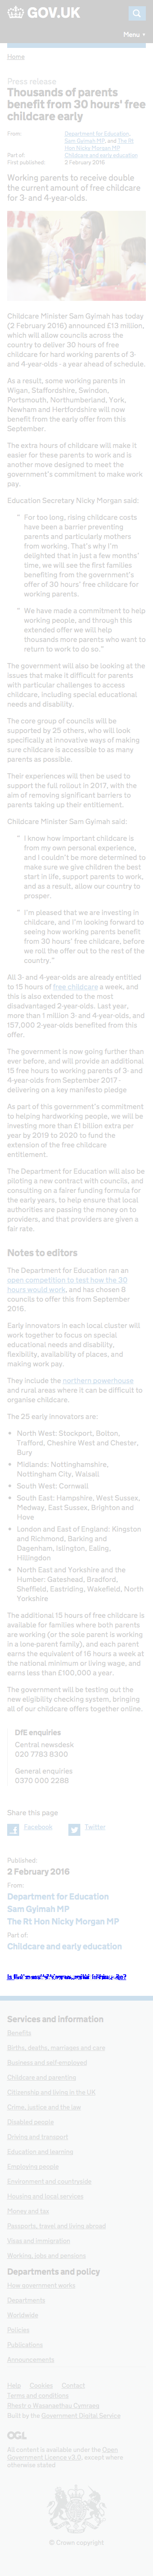 GOV.UK
Menu
Home
Press release
Thousands of parents
benefit from 30 hours' free
childcare early
From:
Department for Education,
Sam Gyimah MP, and The Rt
Hon Nicky Morgan MP
Part of:
Childcare and early education
First published:
2 February 2016
Working parents to receive double
the current amount of free childcare
for 3- and 4-year-olds.
Childcare Minister Sam Gyimah has today
(2 February 2016) announced £13 million,
which will allow councils across the
country to deliver 30 hours' free
childcare for hard working parents of 3-
and 4-year-olds - a year ahead of schedule.
As a result, some working parents in
Wigan, Staffordshire, Swindon,
Portsmouth, Northumberland, York,
Newham and Hertfordshire will now
benefit from the early offer from this
September.
The extra hours of childcare will make it
easier for parents who want to work or
work more to do so, supporting the
government's commitment to make work
pay.
Education Secretary Nicky Morgan said:
For too long, rising childcare costs
have been a barrier preventing
parents and particularly mothers
from working. That's why I'm
delighted that in just 7 months'
time, we will see the first families
benefiting from the government's
offer of 30 hours' free childcare for
working parents.
We have made a commitment to help
working people, and through this
extended offer we will help
thousands more parents who want to
return to work to do so."
The government will also be looking at the
issues that make it difficult for parents
with particular challenges to access
childcare, including special educational
needs and disability.
The core group of councils will be
supported by 25 others, who will look
specifically at innovative ways of making
sure childcare is accessible to as many
parents as possible.
Their experiences will then be used to
support the full rollout in 2017, with the
aim of removing significant barriers to
parents taking up their entitlement.
Childcare Minister Sam Gyimah said:
I know how important childcare is
from my own personal experience,
and I couldn't be more determined to
make sure we give children the best
start in life, support parents to work,
and as a result, allow our country to
prosper.
I'm pleased that we are investing in
childcare, and I'm looking forward to
seeing our early implementers bear
fruit, allowing parents to benefit
from 30 hours' free childcare, before
we roll out the offer to the rest of the
country."
All 3- and 4-year-olds are already entitled
to 15 hours of free childcare a week, and
this is also extended to the most
disadvantaged 2-year-olds. Last year,
more than 1 million 3- and 4-year-olds, and
157,000 2-year-olds benefited from this
offer.
The government is now going further than
ever before, and will provide an additional
15 hours for working parents of 3- and
4-year-olds from September 2017 -
delivering on a key manifesto pledge
As part of this government's commitment
to helping hardworking people, we will be
investing more than £1 billion extra per
year by 2019 to 2020 to fund the
extension of the free childcare
entitlement.
The Department for Education will also be
piloting a new contract with councils, and
consulting on a fairer funding formula for
the early years, to help ensure that all local
authorities make the most of the money
available, passing the money on to
providers, and that providers are given a
fair rate.
Notes to editors
The Department for Education ran an
open competition to test how the 30
hours would work, and has chosen 8
councils to offer this from September
2016.
Early innovators in each local cluster will
work together to focus on issues including
special educational needs and disability,
flexibility, availability of places, and
making work pay.
They include the northern powerhouse
and rural areas where it can be difficult to
organise childcare.
The 25 early innovators are:
North West: Stockport, Bolton,
Trafford, Cheshire West and Chester,
Bury
Midlands: Nottinghamshire,
Nottingham City, Walsall
South West: Cornwall
South East: Hampshire, West Sussex,
Medway, East Sussex, Brighton and
Hove
London and East of England: Kingston
and Richmond, Barking and
Dagenham, Islington, Ealing,
Hillingdon
North East and Yorkshire and the
Humber: Gateshead, Bradford,
Sheffield, Eastriding, Wakefield, North
Yorkshire
The additional 15 hours of free childcare is
available for families where both parents
are working (or the sole parent is working
in a lone parent family), and each parent
earns the equivalent of 16 hours a week at
the national minimum or living wage, and
earns less than £100,000 a year.
The government will be testing out the
new eligibility checking system, bringing
all of our childcare offers together online.
DfE enquiries
Central newsdesk
020 7783 8300
General enquiries
0370 000 2288
Share this page
Facebook
Twitter
Published:
2 February 2016
From:
Department for Education
Sam Gyimah MP
The Rt Hon Nicky Morgan MP
Part of:
Childcare and early education
Services and information
Benefits
Births, deaths, marriages and care
Business and self-employed
Childcare and parenting
Citizenship and living in the UK
Crime, justice and the law
Disabled people
Driving and transport
Education and learning
Employing people
Environment and countryside
Housing and local services
Money and tax
Passports, travel and living abroad
Visas and immigration
Working, jobs and pensions
Departments and policy
How government works
Departments
Worldwide
Policies
Publications
Announcements
Help Cookies Contact
Terms and conditions
Rhestr o Wasanaethau Cymraeg
Built by the Government Digital Service
OGL
All content is available under the Open
Government Licence v3.0, except where
otherwise stated
© Crown copyright